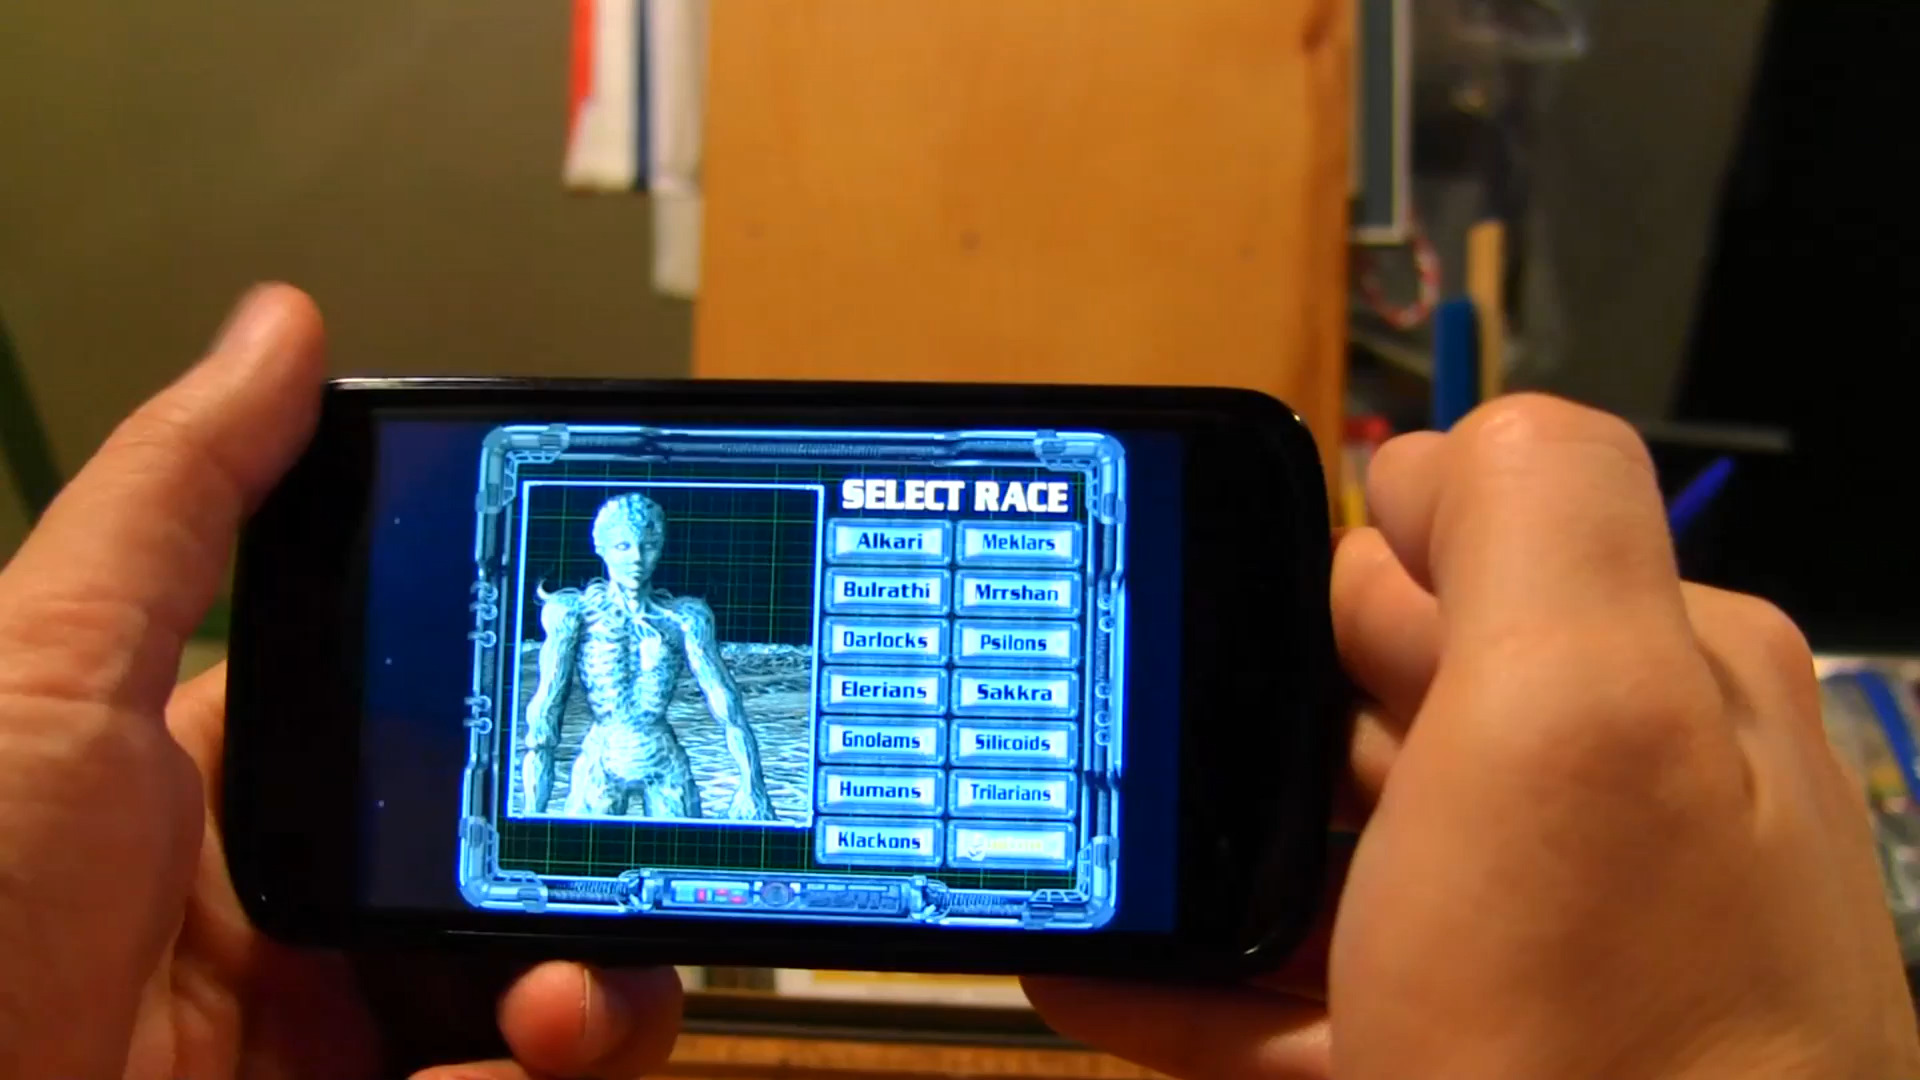 SELECT RACE
Alkari Meklars
Bulrathi Mrrshan
Darlocks Psilons
Elerians Sakkra
Gnolams Silicoids
Humans Trilarians
Klackons